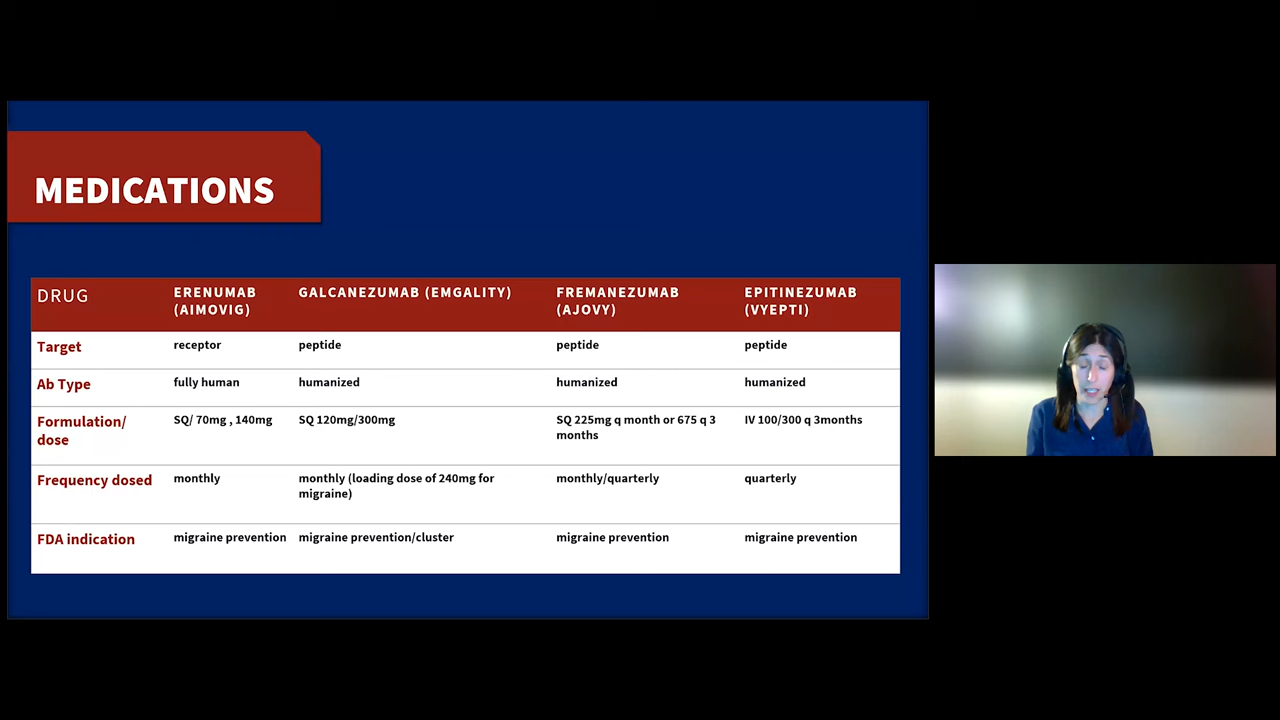 MEDICATIONS
DRUG
ERENUMAB
(AIMOVIG)
GALCANEZUMAB (EMGALITY)
FREMANEZUMAB
(AJOVY)
EPITINEZUMAB
(VYEPTI)
Target
receptor
peptide
peptide
peptide
Ab Type
fully human
humanized
humanized
humanized
Formulation/
dose
SQ/ 70mg , 140mg
SQ 120mg/300mg
SQ 225mg q month or 675 q 3
months
IV 100/300 q 3months
Frequency dosed
monthly
monthly (loading dose of 240mg for
migraine)
monthly/quarterly
quarterly
FDA indication
migraine prevention
migraine prevention/cluster
migraine prevention
migraine prevention